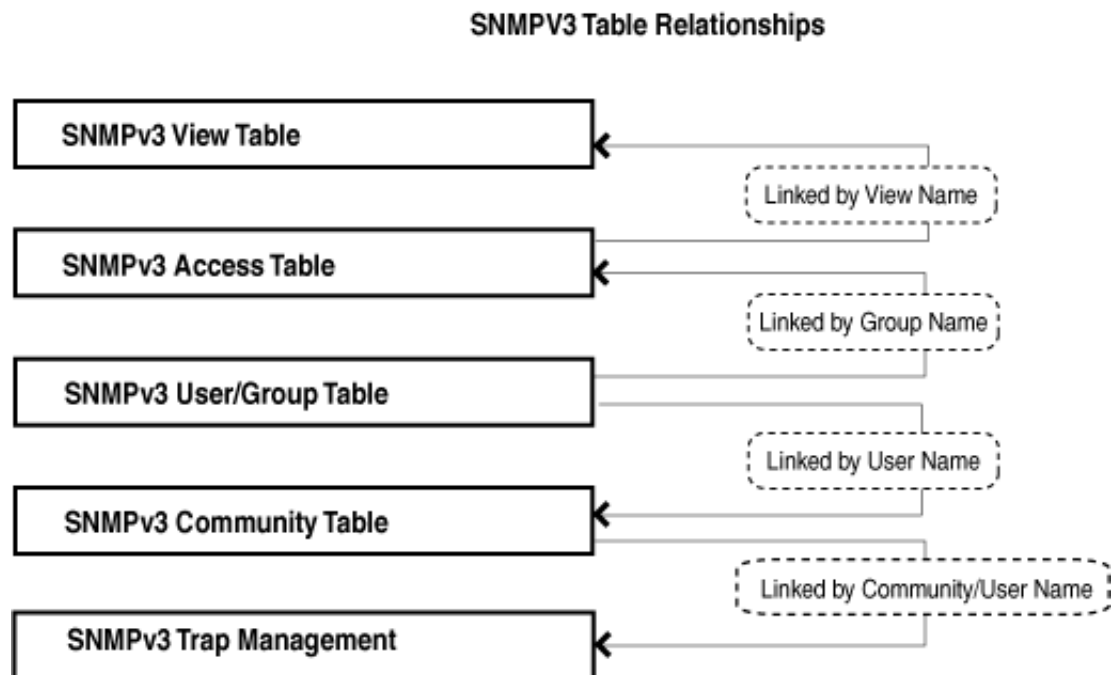 SNMPV3 Table Relationships
SNMPv3 View Table
Linked by View Name
SNMPv3 Access Table
Linked by Group Name
SNMPv3 User/Group Table
Linked by User Name
SNMPv3 Community Table
Linked by Community/User Name
SNMPv3 Trap Management